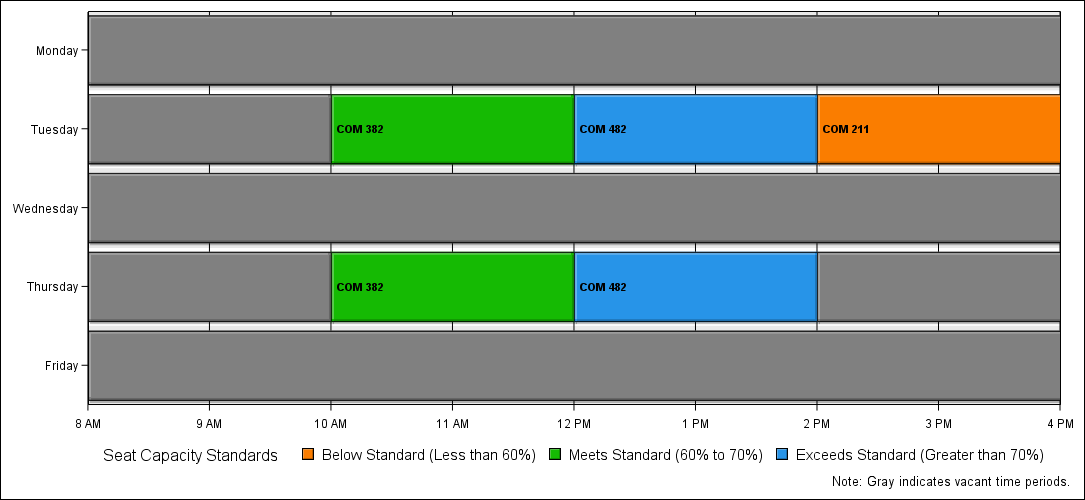 Monday
Tuesday
COM 382
COM 482
COM 211
Wednesday
Thursday
COM 382
COM 482
Friday
8 AM
9 AM
10 AM
11 AM
12 PM
1 PM
2 PM
3 PM
4 PM
Seat Capacity Standards
Below Standard (Less than 60%)
Meets Standard (60% to 70%)
Exceeds Standard (Greater than 70%)
Note: Gray indicates vacant time periods.